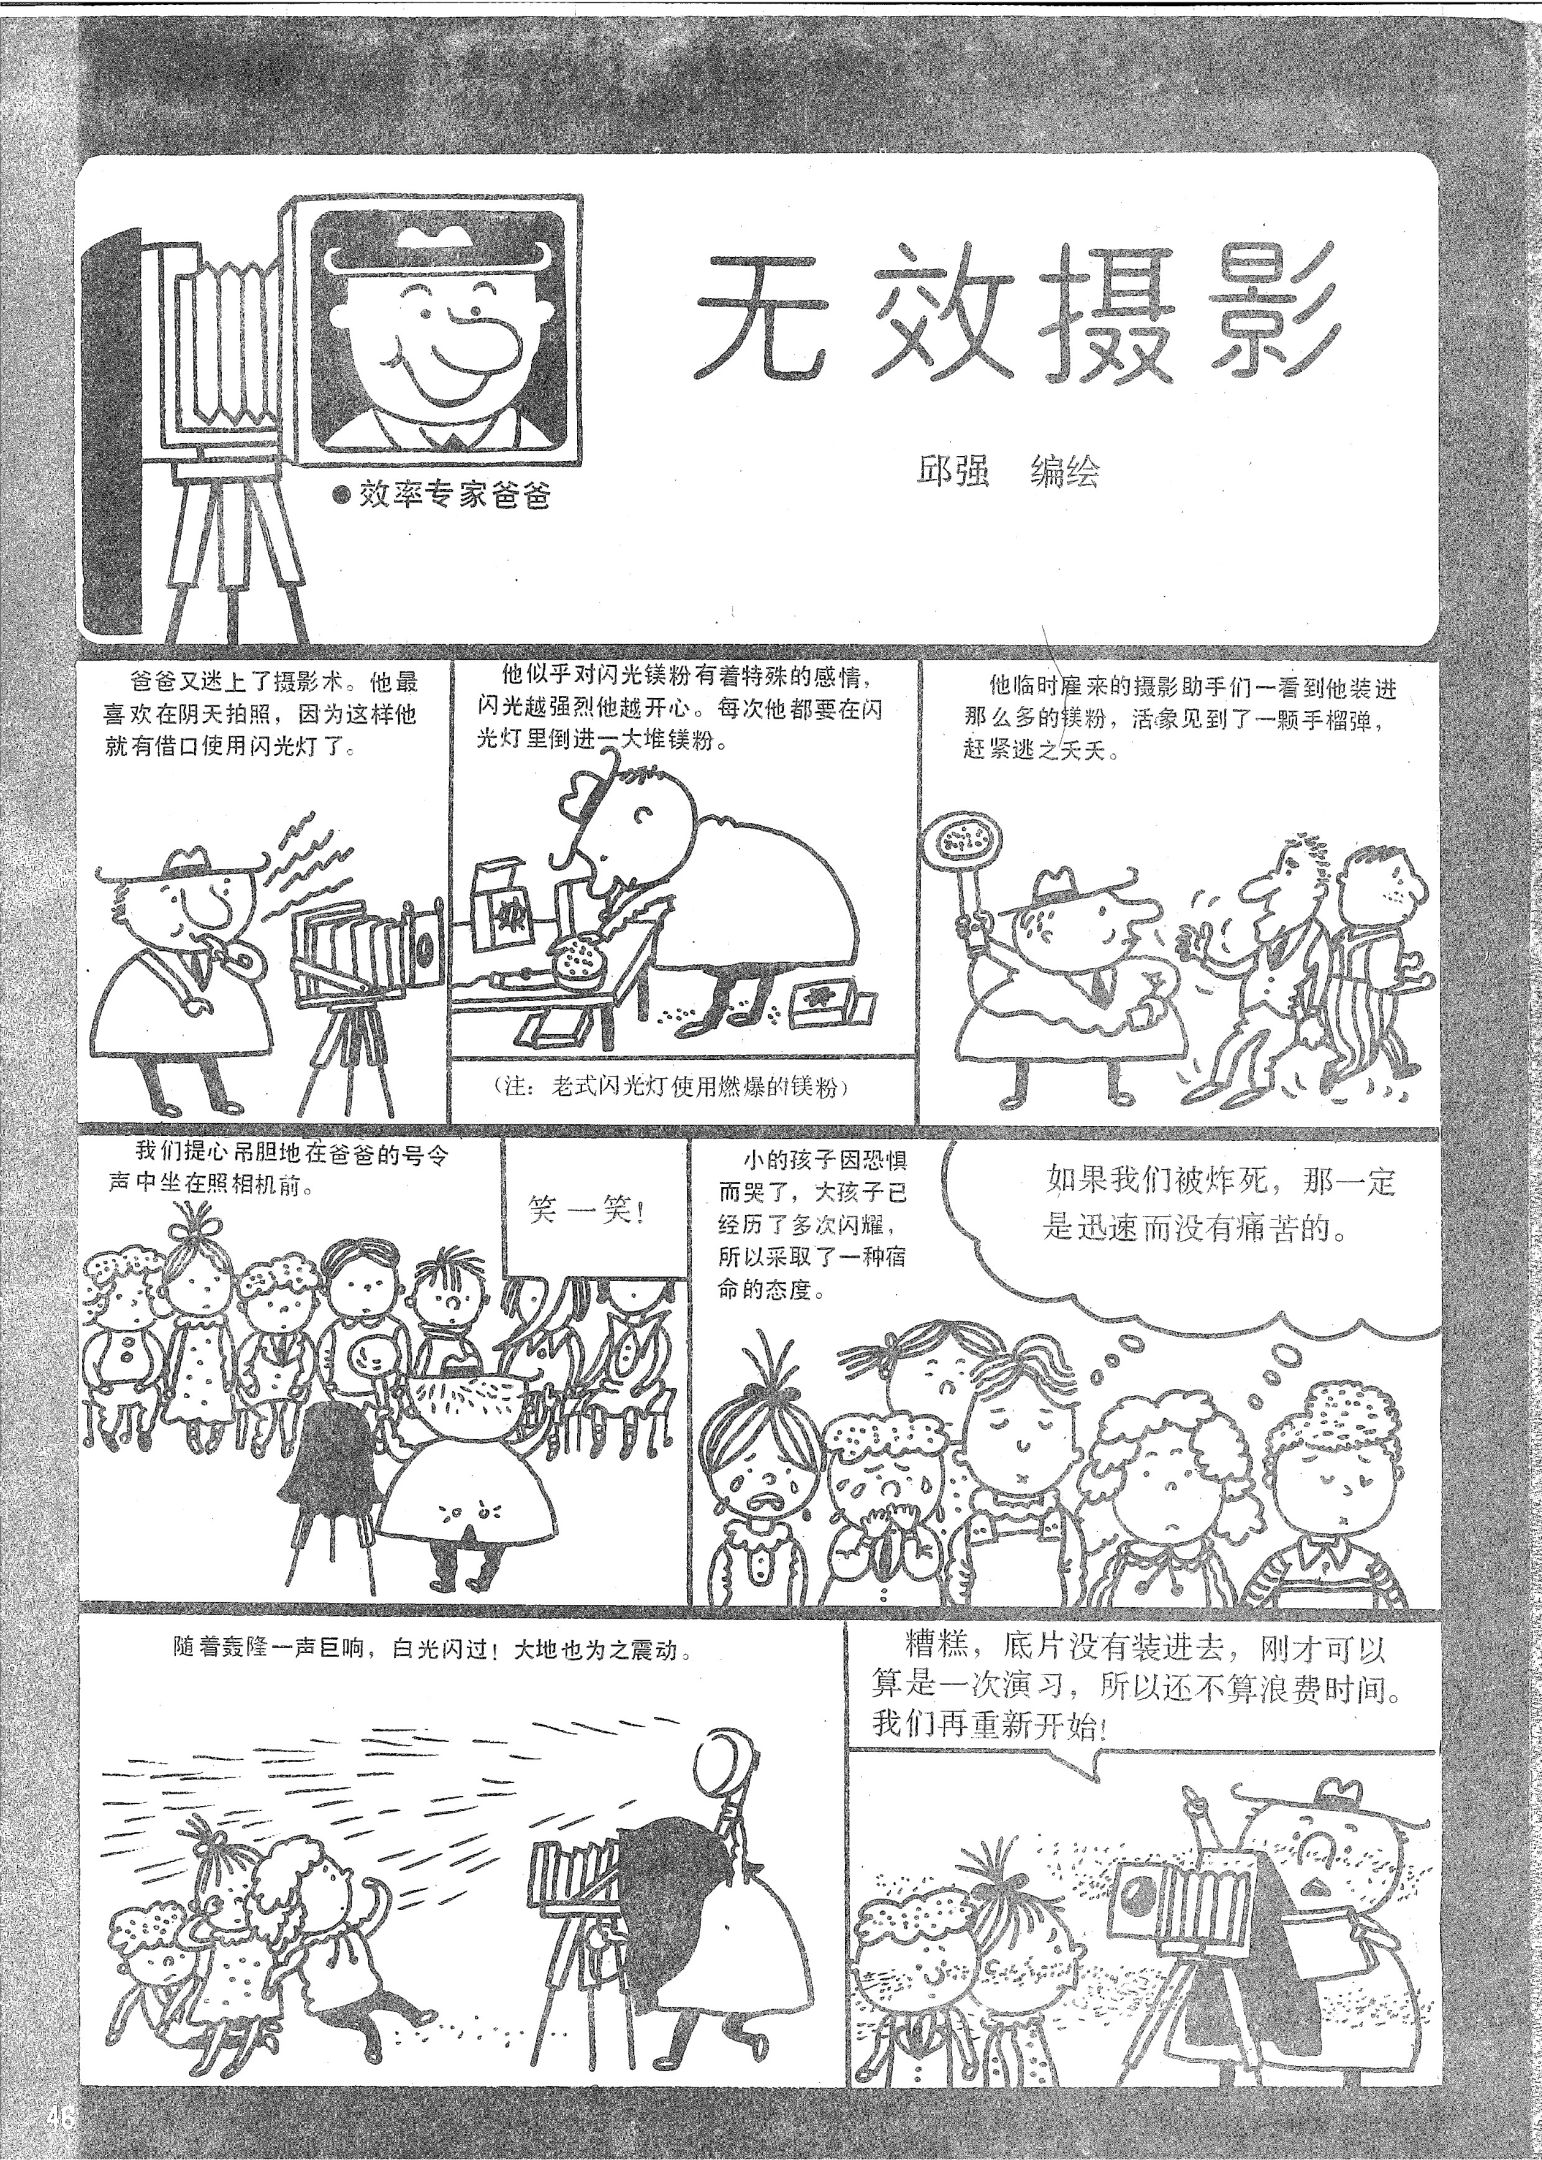 无效摄影
邱强 编绘
●效率专家爸爸
爸爸又迷上了摄影术。他最
喜欢在阴天拍照，因为这样他
就有借口使用闪光灯了。
他似乎对闪光镁粉有着特殊的感情，
闪光越强烈他越开心。每次他都要在闪
光灯里倒进一大堆镁粉。
（注：老式闪光灯使用燃爆的镁粉）
他临时雇来的摄影助手们一看到他装进
那么多的镁粉，活象见到了一颗手榴弹，
赶紧逃之夭夭。
我们提心吊胆地在爸爸的号令
声中坐在照相机前。
笑一笑！
小的孩子因恐惧
而哭了，大孩子已
经历了多次闪耀，
所以采取了一种宿
命的态度。
如果我们被炸死，那一定
是迅速而没有痛苦的。
随着轰隆一声巨响，白光闪过！大地也为之震动。
糟糕，底片没有装进去，刚才可以
算是一次演习，所以还不算浪费时间。
我们再重新开始！
46